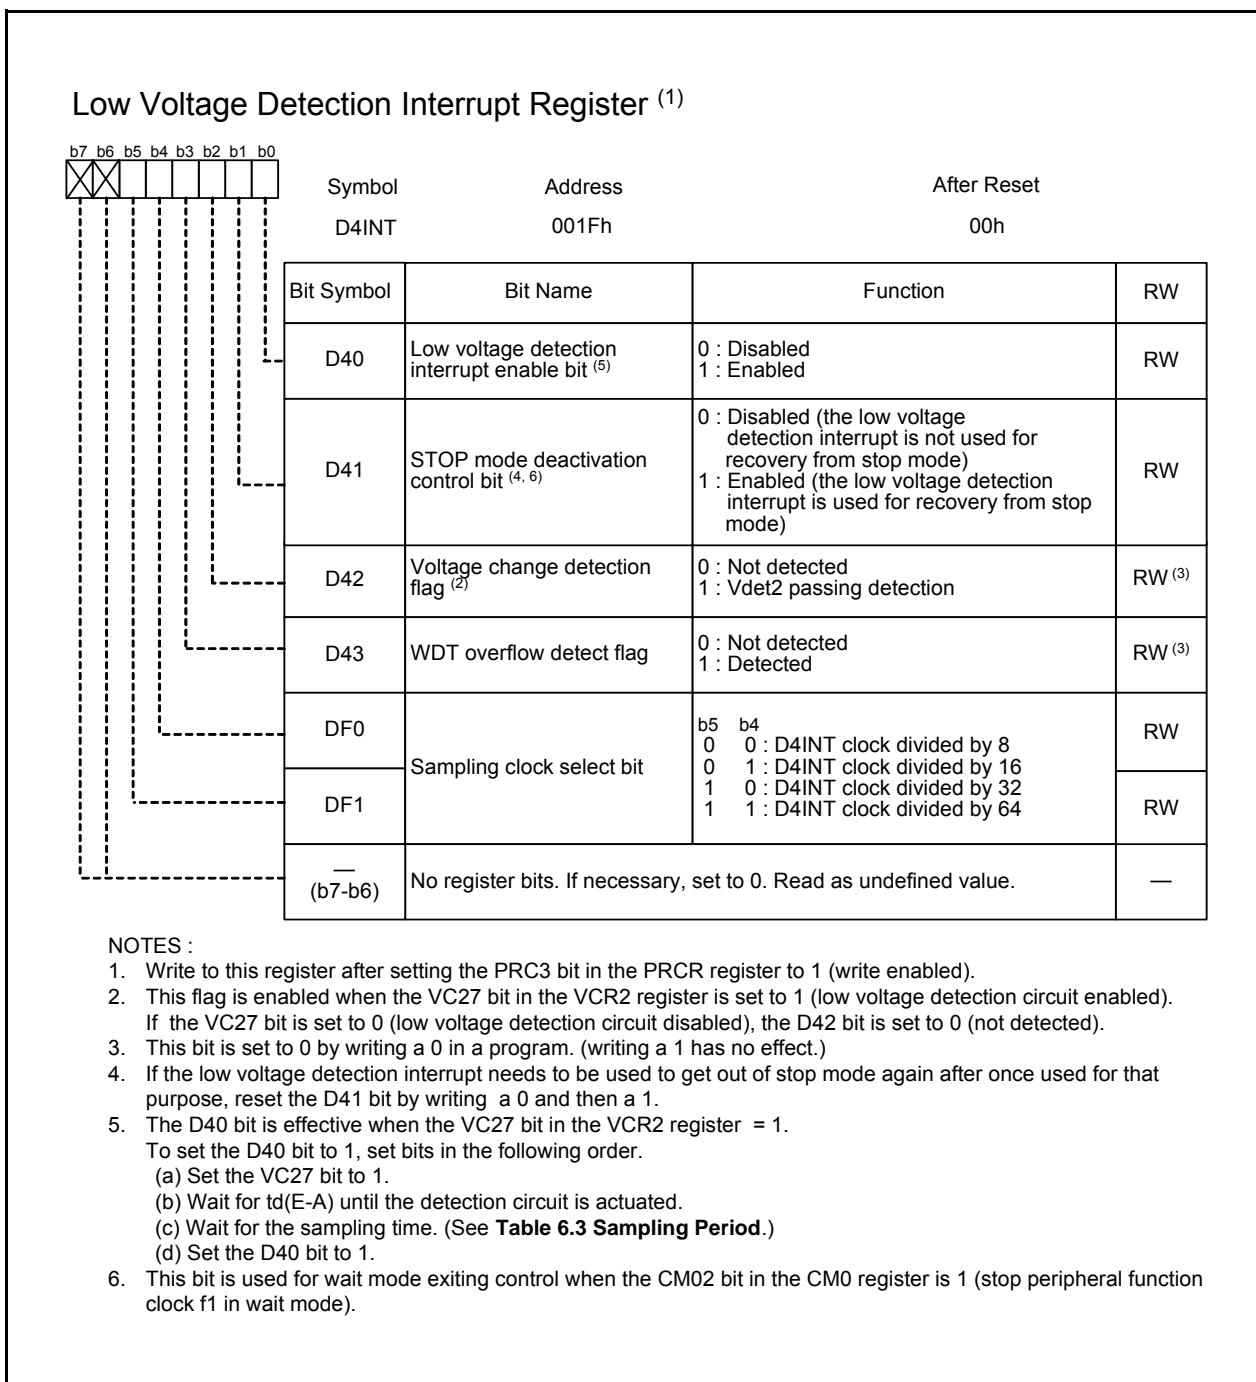 Low Voltage Detection Interrupt Register (1)
b7 b6 b5 b4 b3 b2 b1 b0
Symbol Address After Reset
D4INT 001Fh 00h
Bit Symbol Bit Name Function RW
D40 Low voltage detection interrupt enable bit (5) 0 : Disabled
1 : Enabled RW
D41 STOP mode deactivation control bit (4, 6) 0 : Disabled (the low voltage
detection interrupt is not used for
recovery from stop mode)
1 : Enabled (the low voltage detection
interrupt is used for recovery from stop
mode) RW
D42 Voltage change detection flag (2) 0 : Not detected
1 : Vdet2 passing detection RW (3)
D43 WDT overflow detect flag 0 : Not detected
1 : Detected RW (3)
DF0 Sampling clock select bit b5 b4
0 0 : D4INT clock divided by 8
0 1 : D4INT clock divided by 16
1 0 : D4INT clock divided by 32
1 1 : D4INT clock divided by 64 RW
DF1 RW
—
(b7-b6) No register bits. If necessary, set to 0. Read as undefined value. —
NOTES :
1. Write to this register after setting the PRC3 bit in the PRCR register to 1 (write enabled).
2. This flag is enabled when the VC27 bit in the VCR2 register is set to 1 (low voltage detection circuit enabled).
If the VC27 bit is set to 0 (low voltage detection circuit disabled), the D42 bit is set to 0 (not detected).
3. This bit is set to 0 by writing a 0 in a program. (writing a 1 has no effect.)
4. If the low voltage detection interrupt needs to be used to get out of stop mode again after once used for that
purpose, reset the D41 bit by writing a 0 and then a 1.
5. The D40 bit is effective when the VC27 bit in the VCR2 register = 1.
To set the D40 bit to 1, set bits in the following order.
(a) Set the VC27 bit to 1.
(b) Wait for td(E-A) until the detection circuit is actuated.
(c) Wait for the sampling time. (See Table 6.3 Sampling Period.)
(d) Set the D40 bit to 1.
6. This bit is used for wait mode exiting control when the CM02 bit in the CM0 register is 1 (stop peripheral function
clock f1 in wait mode).